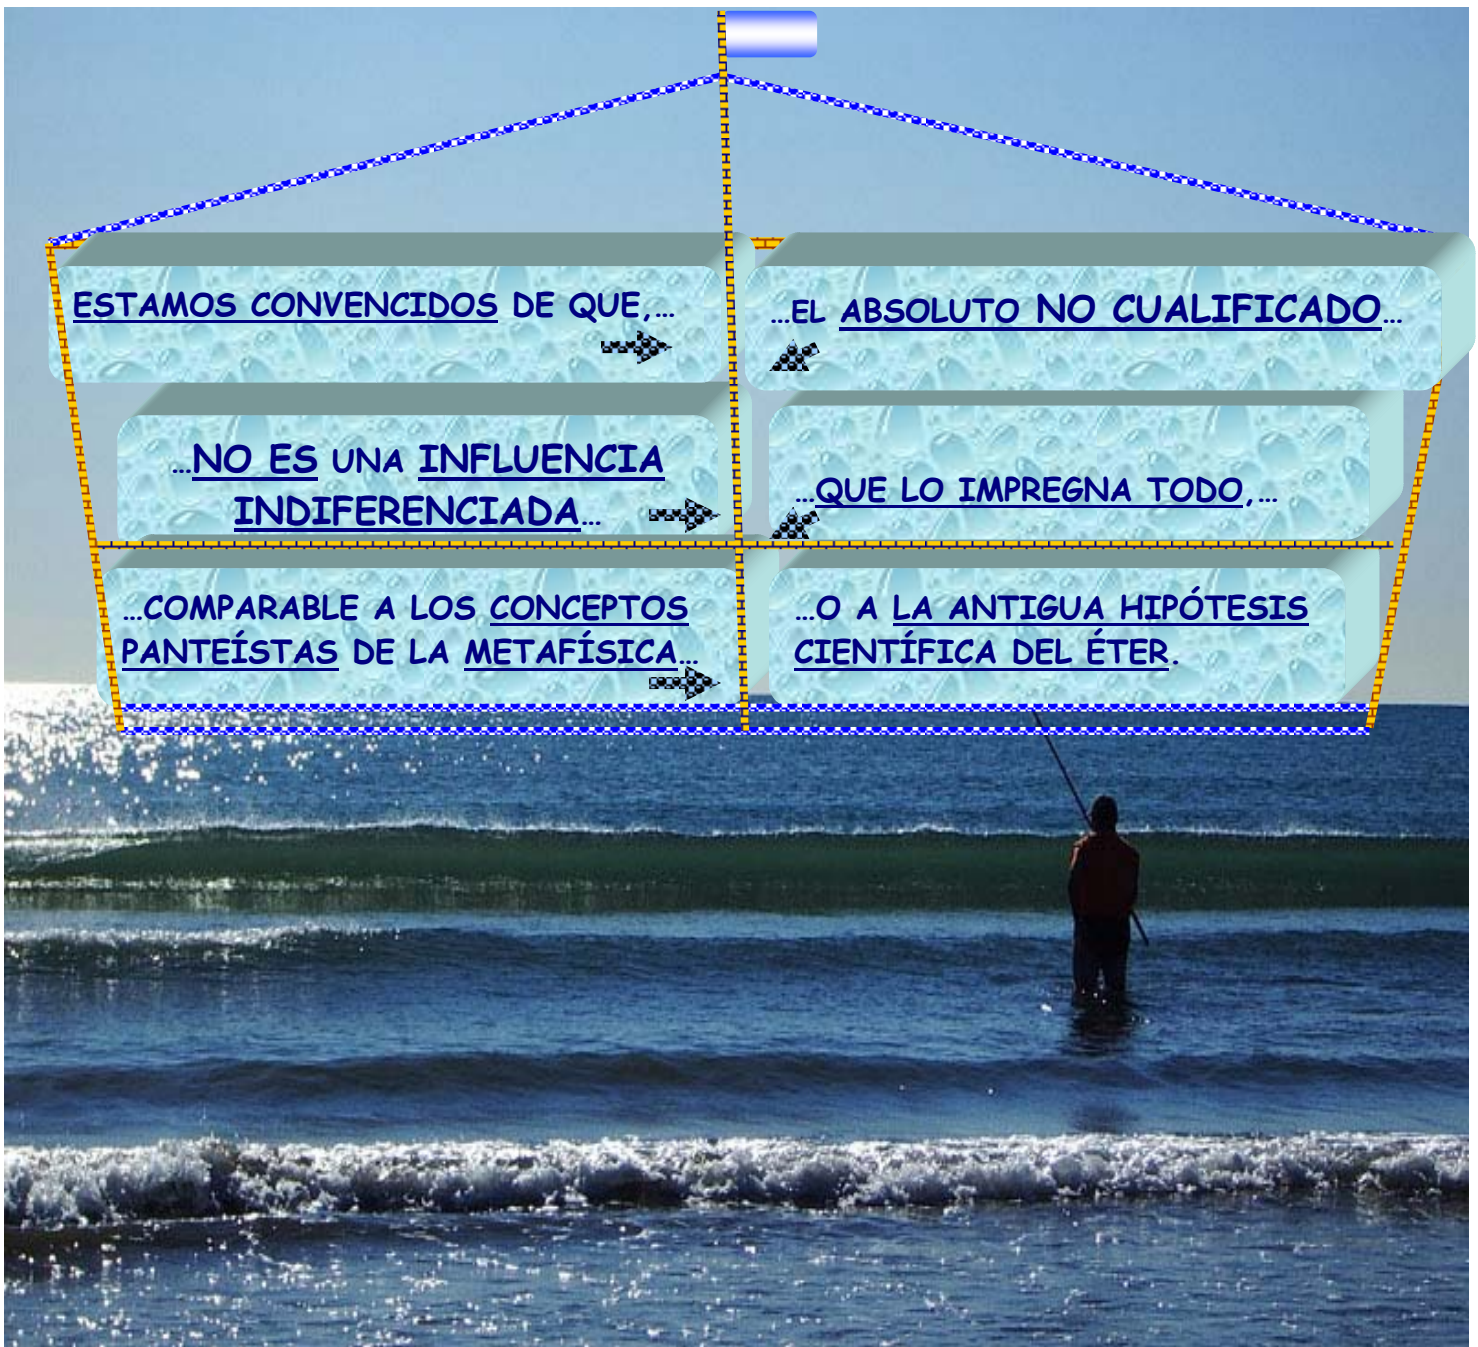 ESTAMOS CONVENCIDOS DE QUE,…
…EL ABSOLUTO NO CUALIFICADO…
…NO ES UNA INFLUENCIA
INDIFERENCIADA…
…QUE LO IMPREGNA TODO,…
…COMPARABLE A LOS CONCEPTOS
PANTEÍSTAS DE LA METAFÍSICA…
…O A LA ANTIGUA HIPÓTESIS
CIENTÍFICA DEL ÉTER.